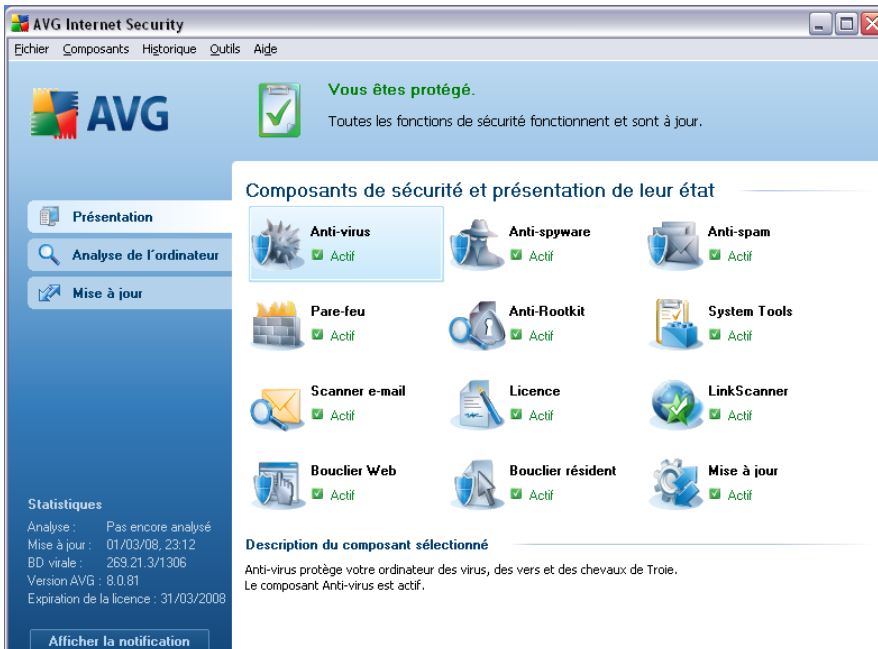 AVG Internet Security
Fichier Composants Historique Outils Aide
AVG
Vous êtes protégé.
Toutes les fonctions de sécurité fonctionnent et sont à jour.
Présentation
Analyse de l'ordinateur
Mise à jour
Composants de sécurité et présentation de leur état
Anti-virus
Actif
Anti-spyware
Actif
Anti-spam
Actif
Pare-feu
Actif
Anti-Rootkit
Actif
System Tools
Actif
Scanner e-mail
Actif
Licence
Actif
LinkScanner
Actif
Bouclier Web
Actif
Bouclier résident
Actif
Mise à jour
Actif
Description du composant sélectionné
Anti-virus protège votre ordinateur des virus, des vers et des chevaux de Troie.
Le composant Anti-virus est actif.
Statistiques
Analyse : Pas encore analysé
Mise à jour : 01/03/08, 23:12
BD virale : 269.21.3/1306
Version AVG : 8.0.81
Expiration de la licence : 31/03/2008
Afficher la notification